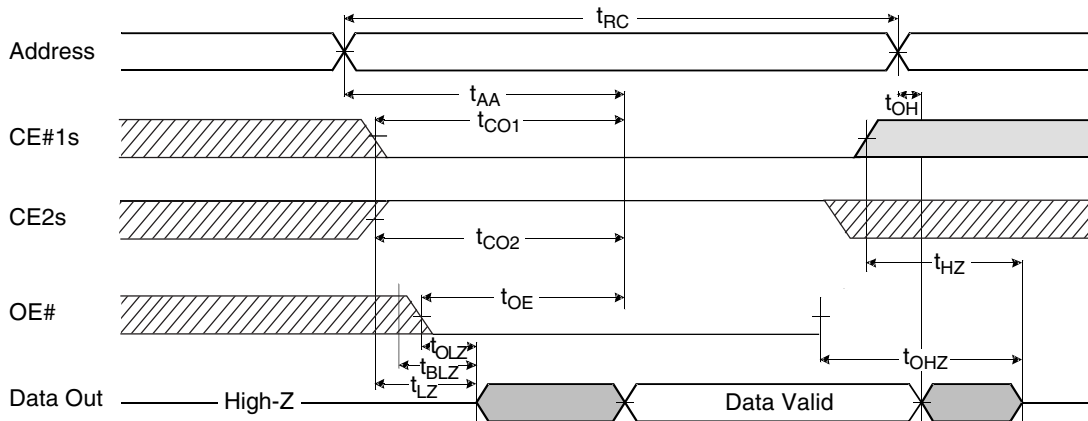 tRC
Address
tAA
tOH
tCO1
CE#1s
CE2s
tCO2
tHZ
tOE
OE#
tOLZ
tOHZ
tBLZ
tLZ
Data Out
High-Z
Data Valid